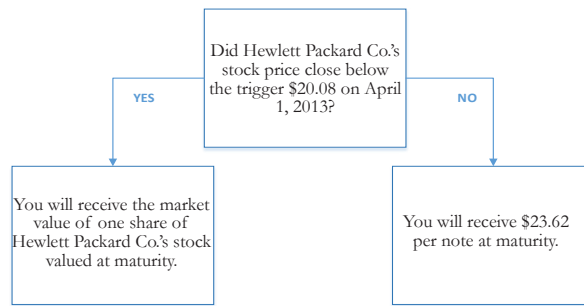 Did Hewlett Packard Co.'s
stock price close below
the trigger $20.08 on April
1, 2013?
YES
NO
You will receive the market
value of one share of
Hewlett Packard Co.'s stock
valued at maturity.
You will receive $23.62
per note at maturity.